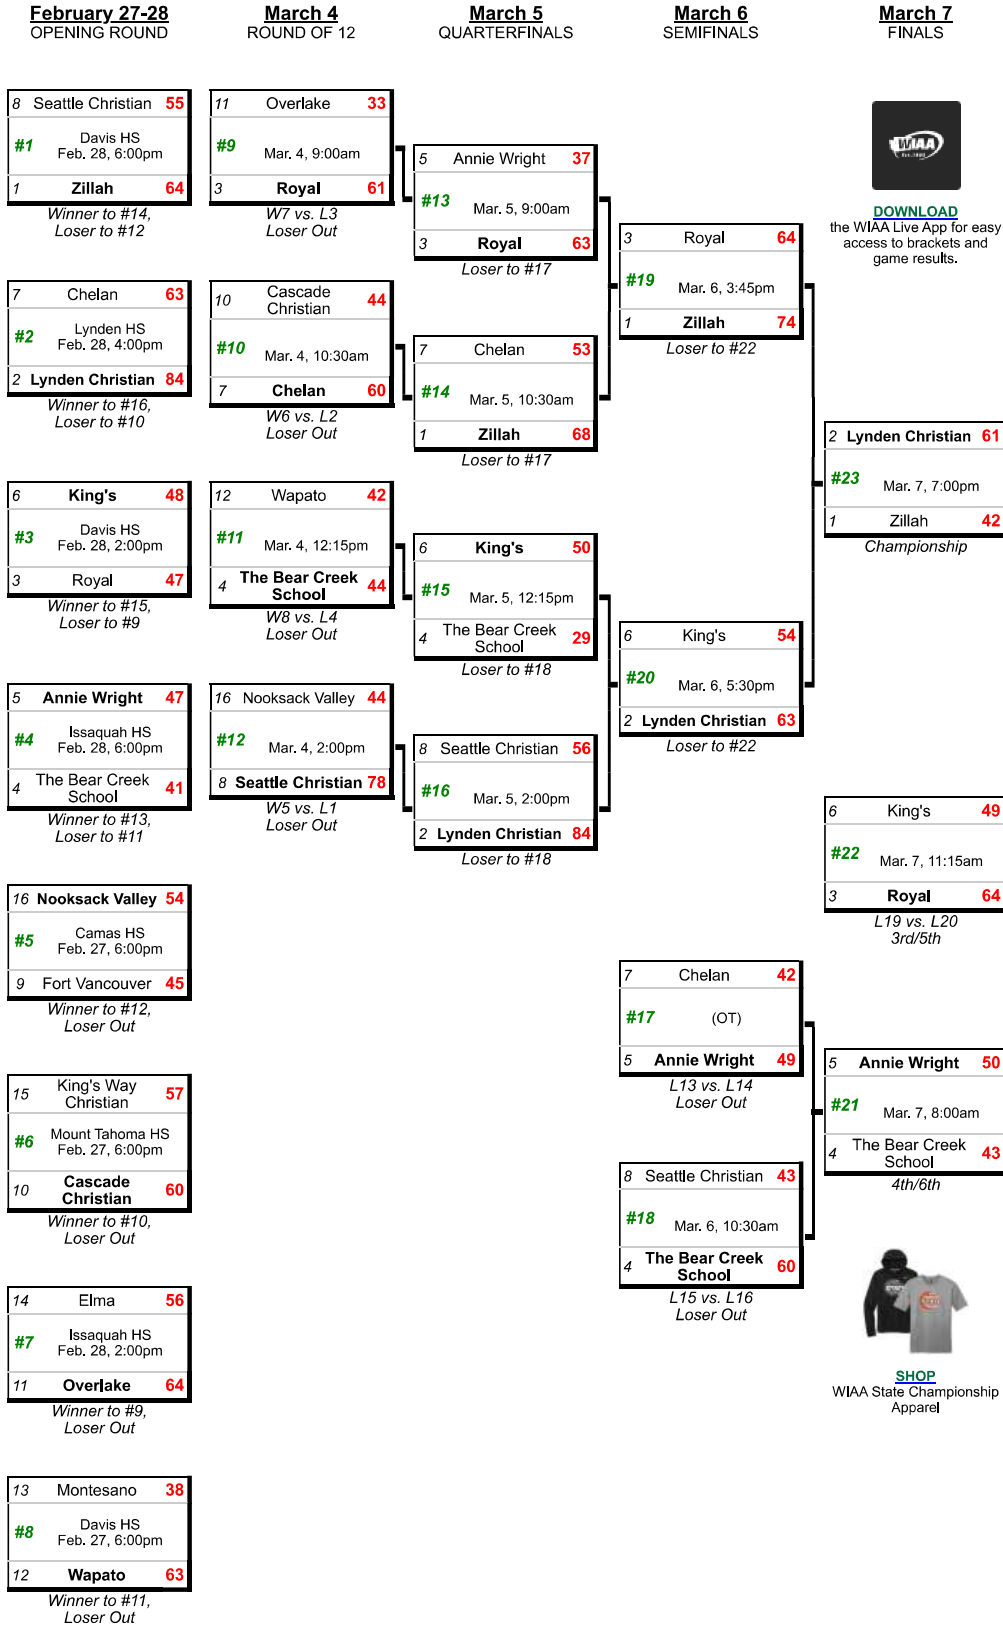 February 27-28
OPENING ROUND
8 Seattle Christian 55
#1
Davis HS
Feb. 28, 6:00pm
1 Zillah 64
Winner to #14,
Loser to #12
7 Chelan 63
#2
Lynden HS
Feb. 28, 4:00pm
2 Lynden Christian 84
Winner to #16,
Loser to #10
6 King's 48
#3
Davis HS
Feb. 28, 2:00pm
3 Royal 47
Winner to #15,
Loser to #9
5 Annie Wright 47
#4
Issaquah HS
Feb. 28, 6:00pm
4 The Bear Creek
School 41
Winner to #13,
Loser to #11
16 Nooksack Valley 54
#5
Camas HS
Feb. 27, 6:00pm
9 Fort Vancouver 45
Winner to #12,
Loser Out
15 King's Way
Christian 57
#6
Mount Tahoma HS
Feb. 27, 6:00pm
10 Cascade
Christian 60
Winner to #10,
Loser Out
14 Elma 56
#7
Issaquah HS
Feb. 28, 2:00pm
11 Overlake 64
Winner to #9,
Loser Out
13 Montesano 38
#8
Davis HS
Feb. 27, 6:00pm
12 Wapato 63
Winner to #11,
Loser Out
March 4
ROUND OF 12
11 Overlake 33
#9 Mar. 4, 9:00am
3 Royal 61
W7 vs. L3
Loser Out
10 Cascade
Christian 44
#10 Mar. 4, 10:30am
7 Chelan 60
W6 vs. L2
Loser Out
12 Wapato 42
#11 Mar. 4, 12:15pm
4 The Bear Creek
School 44
W8 vs. L4
Loser Out
16 Nooksack Valley 44
#12 Mar. 4, 2:00pm
8 Seattle Christian 78
W5 vs. L1
Loser Out
March 5
QUARTERFINALS
5 Annie Wright 37
#13 Mar. 5, 9:00am
3 Royal 63
Loser to #17
7 Chelan 53
#14 Mar. 5, 10:30am
1 Zillah 68
Loser to #17
6 King's 50
#15 Mar. 5, 12:15pm
4 The Bear Creek
School 29
Loser to #18
8 Seattle Christian 56
#16 Mar. 5, 2:00pm
2 Lynden Christian 84
Loser to #18
March 6
SEMIFINALS
3 Royal 64
#19 Mar. 6, 3:45pm
1 Zillah 74
Loser to #22
6 King's 54
#20 Mar. 6, 5:30pm
2 Lynden Christian 63
Loser to #22
7 Chelan 42
#17 (OT)
5 Annie Wright 49
L13 vs. L14
Loser Out
8 Seattle Christian 43
#18 Mar. 6, 10:30am
4 The Bear Creek
School 60
L15 vs. L16
Loser Out
March 7
FINALS
WIAA
DOWNLOAD
the WIAA Live App for easy
access to brackets and
game results.
2 Lynden Christian 61
#23 Mar. 7, 7:00pm
1 Zillah 42
Championship
6 King's 49
#22 Mar. 7, 11:15am
3 Royal 64
L19 vs. L20
3rd/5th
5 Annie Wright 50
#21 Mar. 7, 8:00am
4 The Bear Creek
School 43
4th/6th
SHOP
WIAA State Championship
Apparel